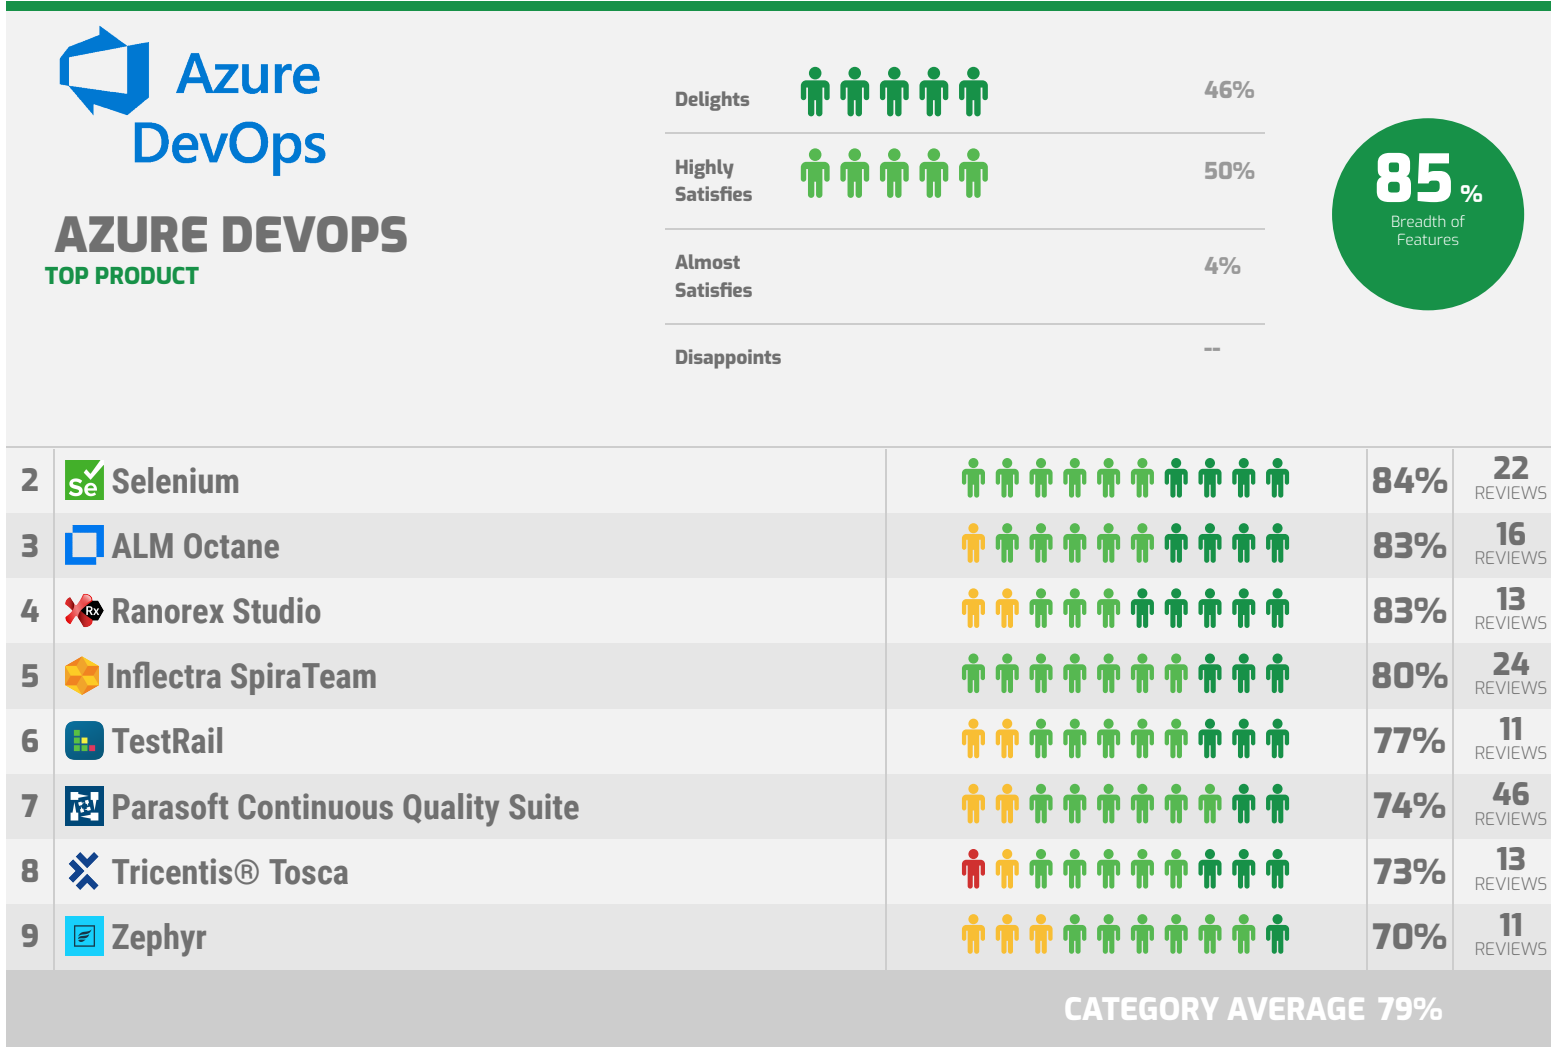 Azure
DevOps
AZURE DEVOPS
TOP PRODUCT
Delights 46%
Highly
Satisfies 50%
Almost
Satisfies 4%
Disappoints --
85 %
Breadth of
Features
2 Se Selenium 84% 22 REVIEWS
3 ALM Octane 83% 16 REVIEWS
4 Rx Ranorex Studio 83% 13 REVIEWS
5 Inflectra SpiraTeam 80% 24 REVIEWS
6 TestRail 77% 11 REVIEWS
7 Parasoft Continuous Quality Suite 74% 46 REVIEWS
8 Tricentis® Tosca 73% 13 REVIEWS
9 Zephyr 70% 11 REVIEWS
CATEGORY AVERAGE 79%